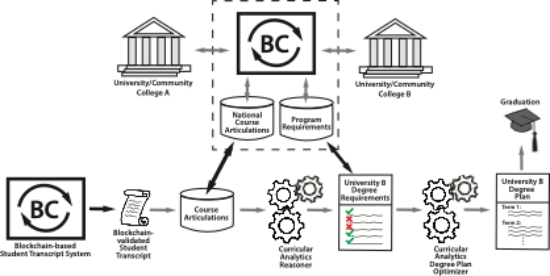 BC
University/Community
College A
University/Community
College B
National
Course
Articulations
Program
Requirements
Graduation
BC
Blockchain-based
Student Transcript System
Blockchain-
validated
Student
Transcript
Course
Articulations
Curricular
Analytics
Reasoner
University B
Degree
Requirements
Curricular
Analytics
Degree Plan
Optimizer
University B
Degree
Plan
Term 1:
Term 2: